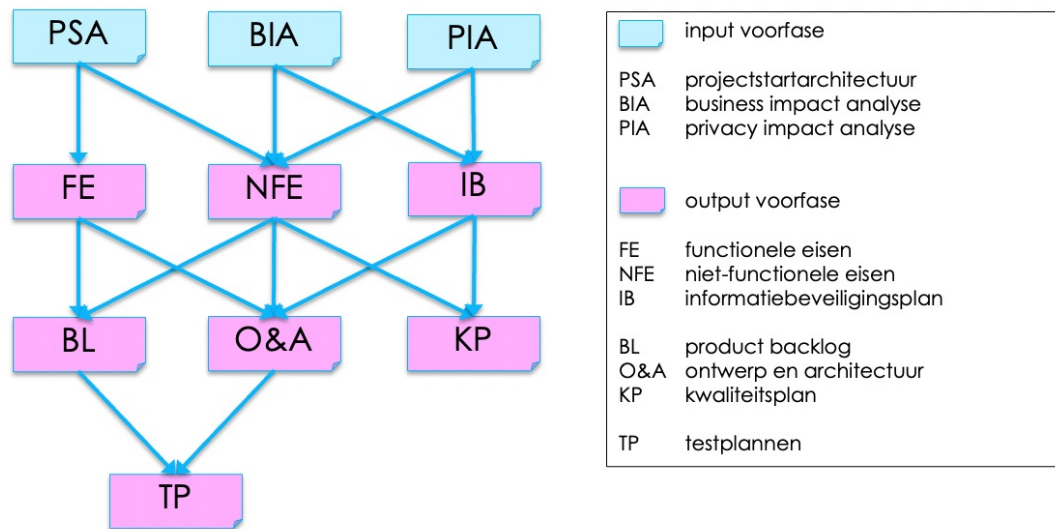 PSA
BIA
PIA
FE
NFE
IB
BL
O&A
KP
TP
input voorfase
PSA projectstartarchitectuur
BIA business impact analyse
PIA privacy impact analyse
output voorfase
FE functionele eisen
NFE niet-functionele eisen
IB informatiebeveiligingsplan
BL product backlog
O&A ontwerp en architectuur
KP kwaliteitsplan
TP testplannen